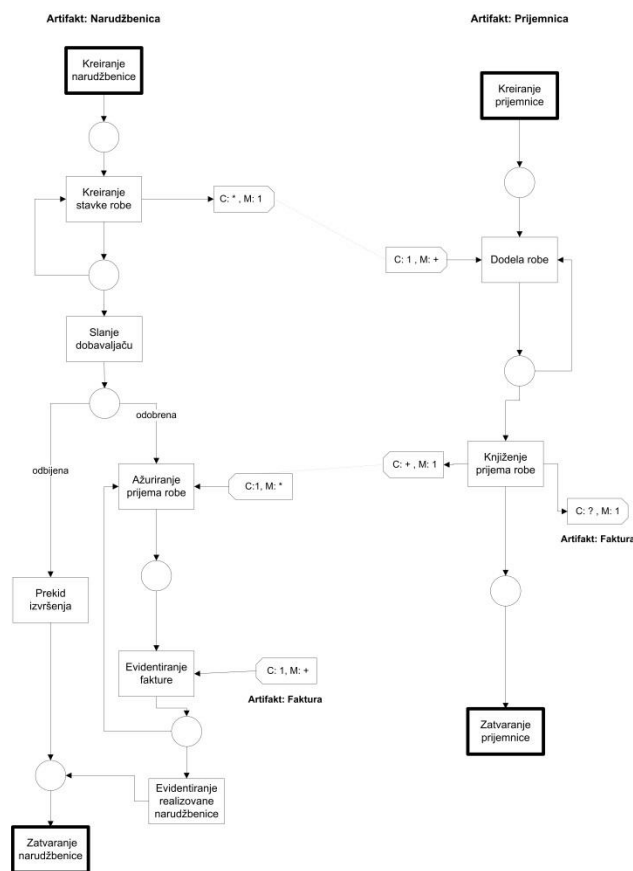 Artifakt: Narudžbenica
Kreiranje
narudžbenice
Kreiranje
stavke robe
C: * , M: 1
Slanje
dobavaljaču
odobrena
odbijena
Ažuriranje
prijema robe
C:1, M: *
Prekid
izvršenja
Evidentiranje
fakture
C: 1, M: +
Artifakt: Faktura
Evidentiranje
realizovane
narudžbenice
Zatvaranje
narudžbenice
Artifakt: Prijemnica
Kreiranje
prijemnice
C: 1 , M: +
Dodela robe
C: + , M: 1
Knjiženje
prijema robe
C: ? , M: 1
Artifakt: Faktura
Zatvaranje
prijemnice